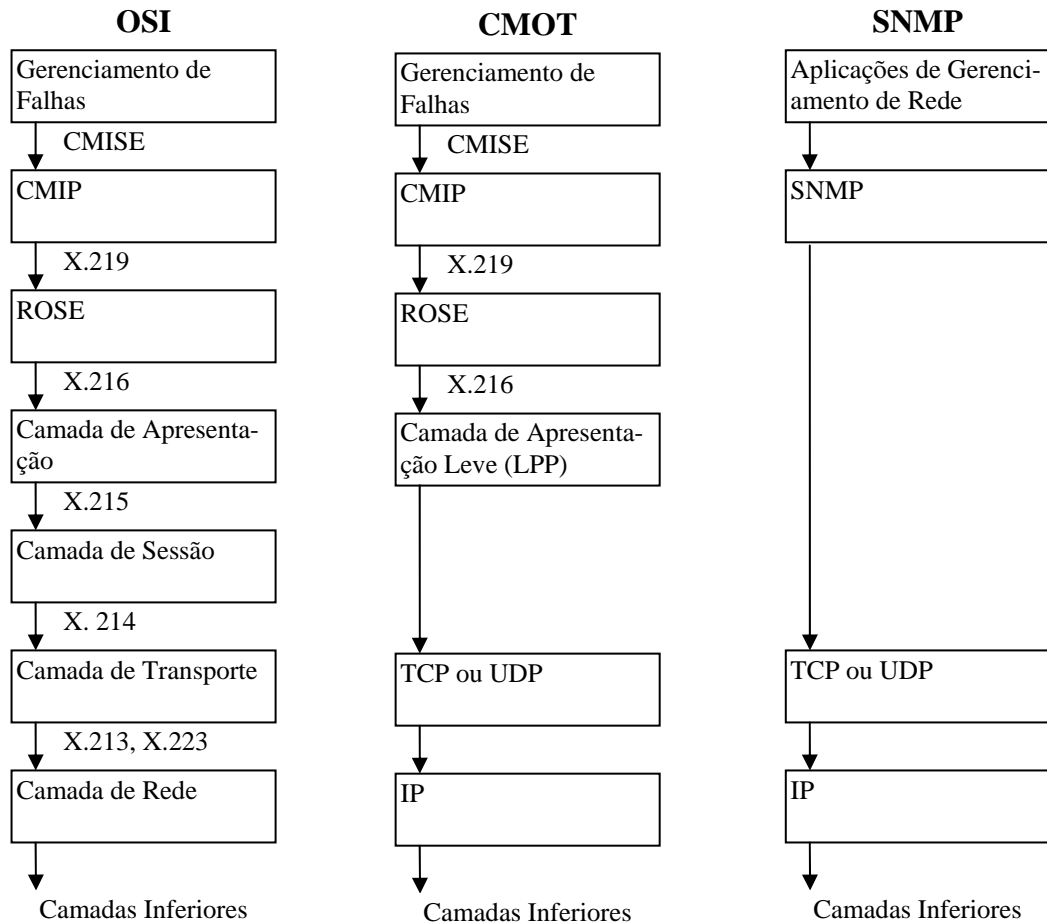 OSI
Gerenciamento de
Falhas
CMISE
CMIP
X.219
ROSE
X.216
Camada de Apresenta-
ção
X.215
Camada de Sessão
X. 214
Camada de Transporte
X.213, X.223
Camada de Rede
Camadas Inferiores
CMOT
Gerenciamento de
Falhas
CMISE
CMIP
X.219
ROSE
X.216
Camada de Apresenta-
ção Leve (LPP)
TCP ou UDP
IP
Camadas Inferiores
SNMP
Aplicações de Gerenci-
amento de Rede
SNMP
TCP ou UDP
IP
Camadas Inferiores